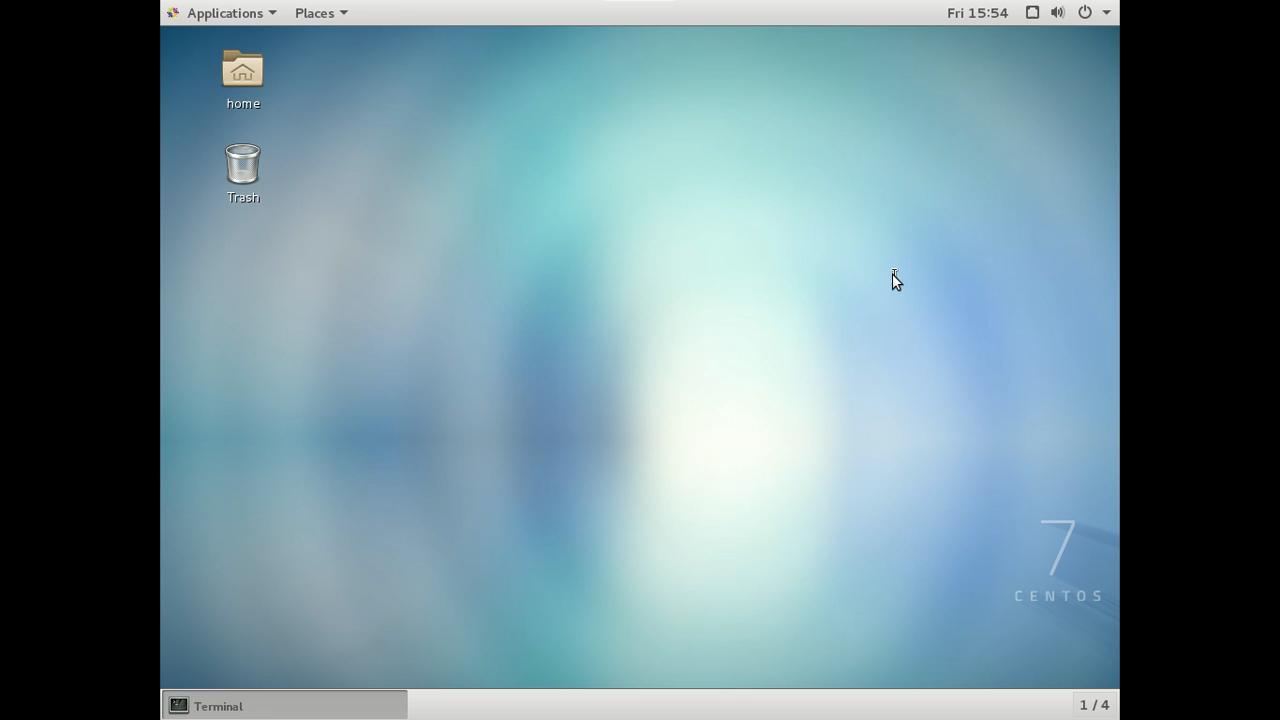 Applications Places Fri 15:54
home
Trash
7
CENTOS
Terminal 1 / 4